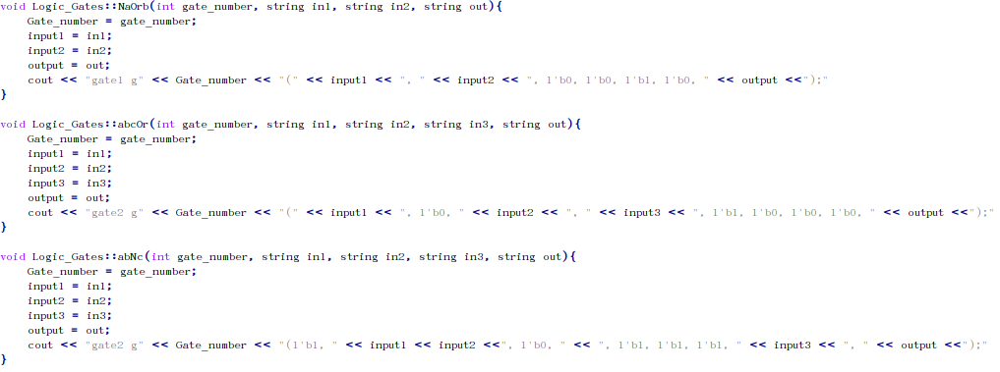 void Logic_Gates::NaOrb(int gate_number, string in1, string in2, string out){
Gate_number = gate_number;
input1 = in1;
input2 = in2;
output = out;
cout << "gate1 g" << Gate_number << "(" << input1 << ", " << input2 << ", 1'b0, 1'b0, 1'b1, 1'b0, " << output <<");"
}
void Logic_Gates::abcOr(int gate_number, string in1, string in2, string in3, string out){
Gate_number = gate_number;
input1 = in1;
input2 = in2;
input3 = in3;
output = out;
cout << "gate2 g" << Gate_number << "(" << input1 << ", 1'b0, " << input2 << ", " << input3 << ", 1'b1, 1'b0, 1'b0, 1'b0, " << output <<");"
}
void Logic_Gates::abNc(int gate_number, string in1, string in2, string in3, string out){
Gate_number = gate_number;
input1 = in1;
input2 = in2;
input3 = in3;
output = out;
cout << "gate2 g" << Gate_number << "(1'b1, " << input1 << input2 <<", 1'b0, " << ", 1'b1, 1'b1, 1'b1, " << input3 << ", " << output <<");"
}